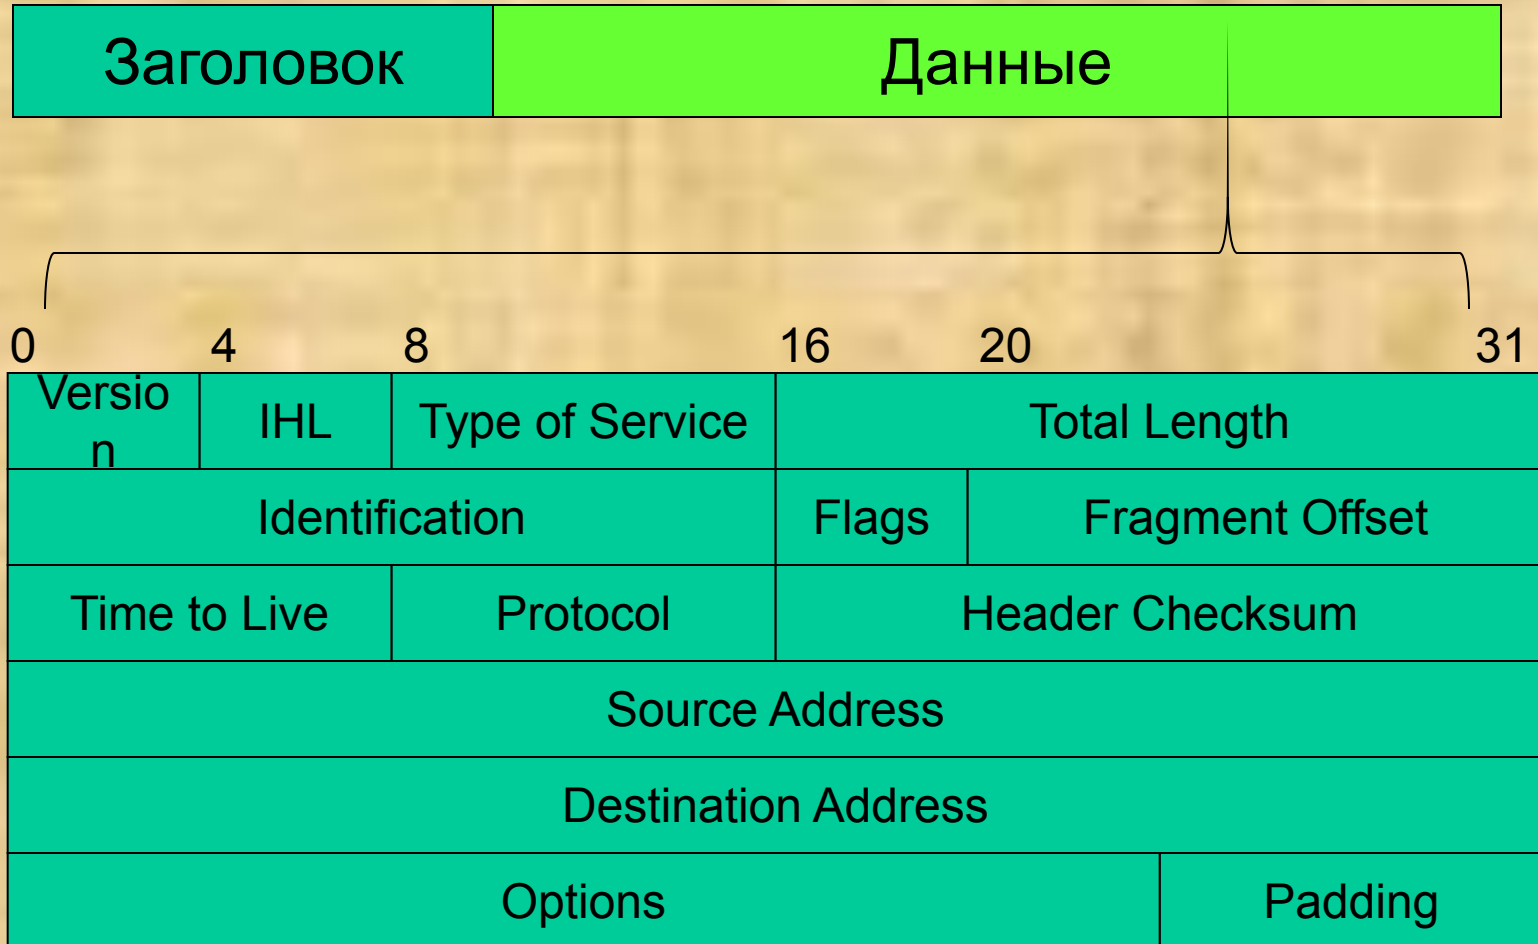 Заголовок Данные
0 4 8 16 20 31
Versio
n IHL Type of Service Total Length
Identification Flags Fragment Offset
Time to Live Protocol Header Checksum
Source Address
Destination Address
Options Padding